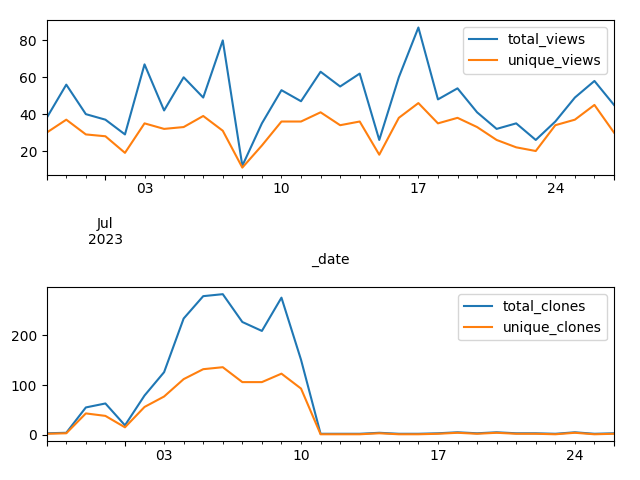 80
60
40
20
total_views
unique_views
03
10
17
24
Jul
2023
_date
200
100
0
total_clones
unique_clones
03
10
17
24